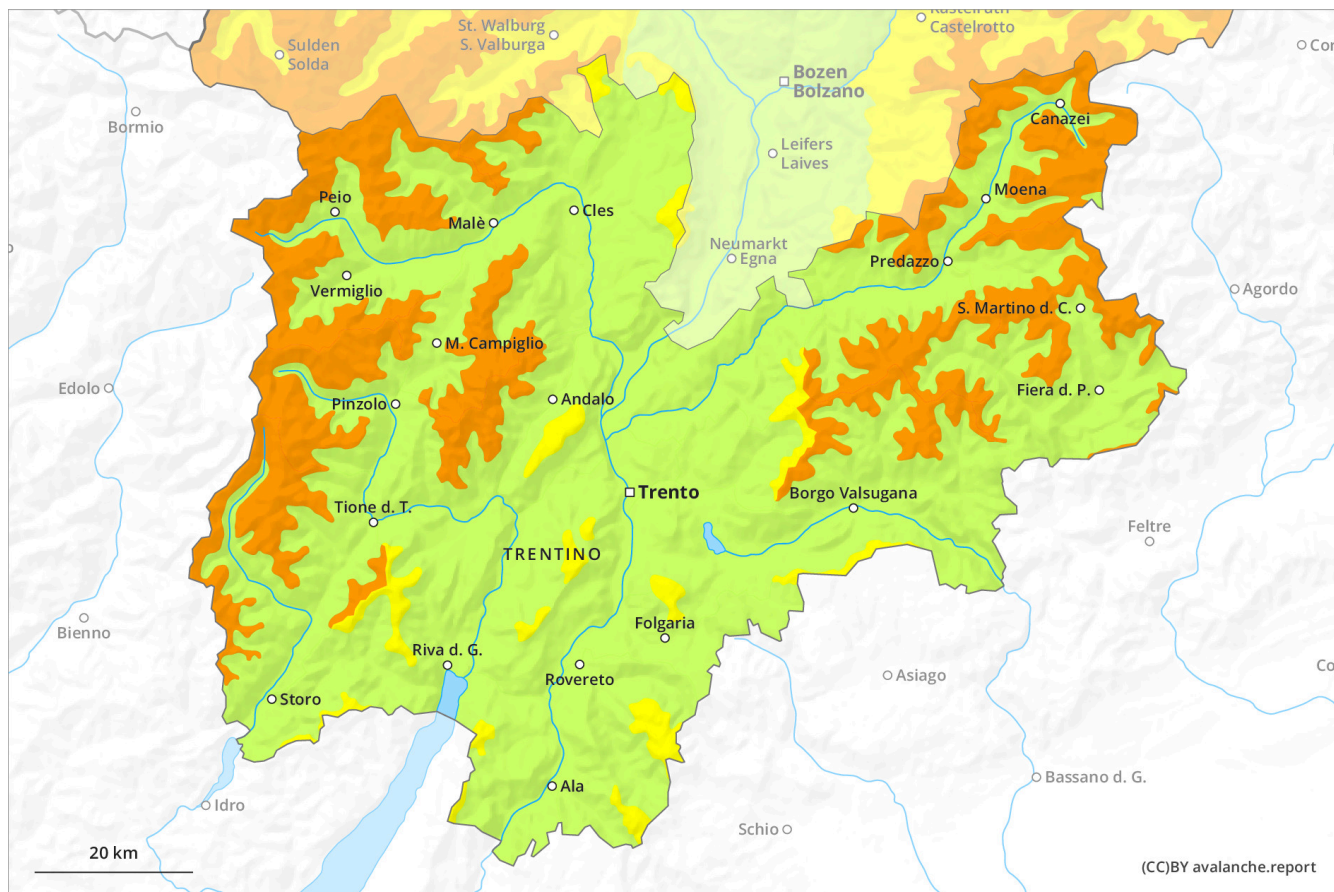 Kastelruth
Castelrotto
St. Walburg
S. Valburga
Sulden
Solda
Bozen
Bolzano
Bormio
Canazei
Leifers
Laives
Peio
Moena
Malè
Cles
Neumarkt
Egna
Predazzo
Vermiglio
Agordo
S. Martino d. C.
M. Campiglio
Edolo
Fiera d. P.
Pinzolo
Andalo
Trento
Borgo Valsugana
Tione d. T.
Feltre
TRENTINO
Bienno
Folgaria
Riva d. G.
Rovereto
Asiago
Storo
Bassano d. G.
Ala
Idro
Schio
20 km
(CC)BY avalanche.report